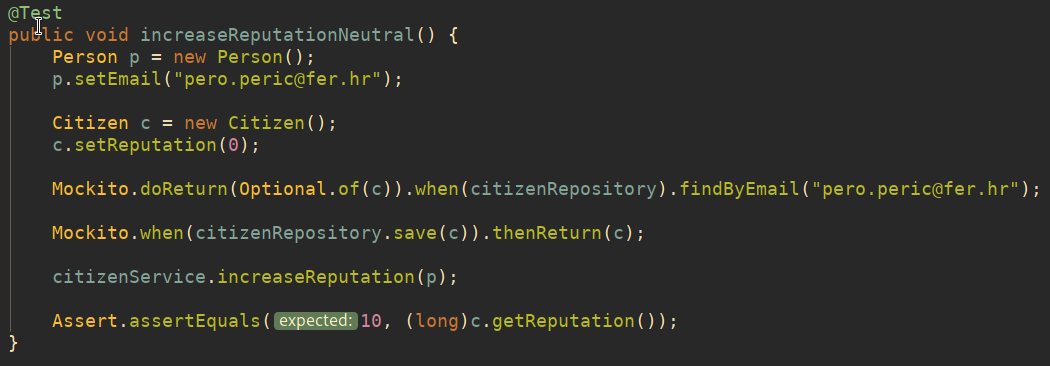 @Test
public void increaseReputationNeutral() {
    Person p = new Person();
    p.setEmail("pero.peric@fer.hr");
    Citizen c = new Citizen();
    c.setReputation(0);
    Mockito.doReturn(Optional.of(c)).when(citizenRepository).findByEmail("pero.peric@fer.hr");
    Mockito.when(citizenRepository.save(c)).thenReturn(c);
    citizenService.increaseReputation(p);
    Assert.assertEquals( expected: 10, (long)c.getReputation());
}